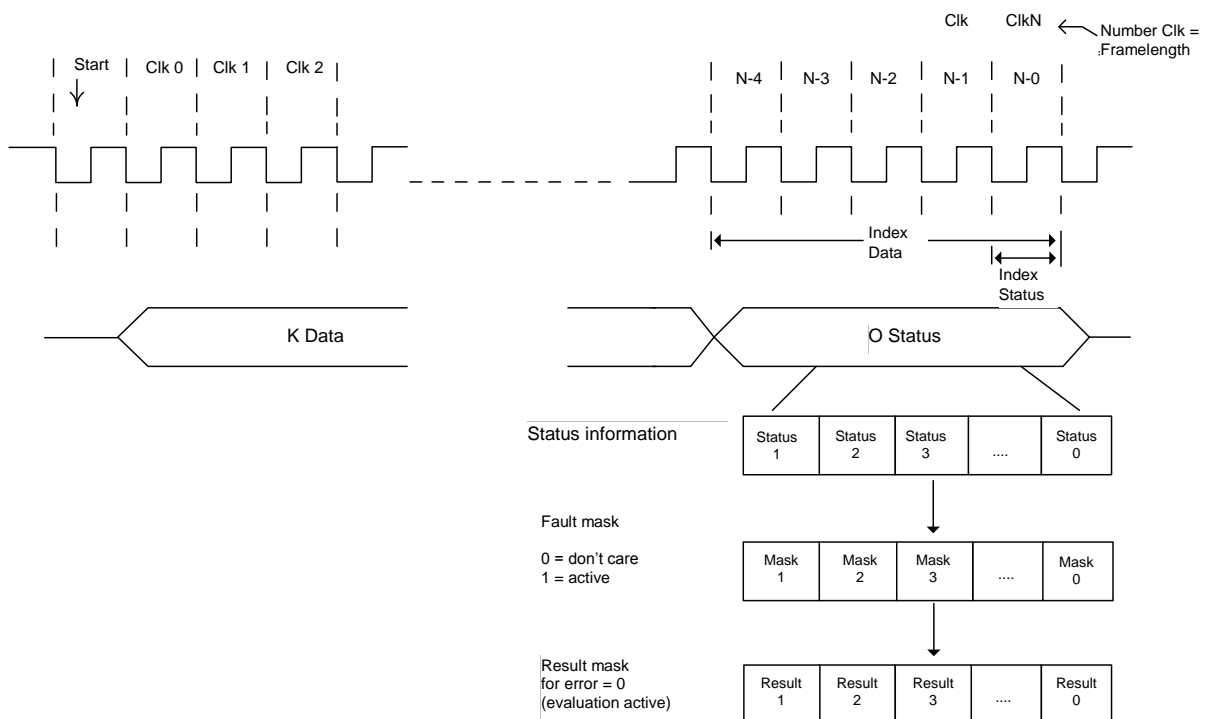 Clk ClkN
Number Clk =
Framelength
Start Clk 0 Clk 1 Clk 2
N-4 N-3 N-2 N-1 N-0
Index
Data
Index
Status
K Data
O Status
Status information
Status
1
Status
2
Status
3
....
Status
0
Fault mask
0 = don't care
1 = active
Mask
1
Mask
2
Mask
3
....
Mask
0
Result mask
for error = 0
(evaluation active)
Result
1
Result
2
Result
3
....
Result
0